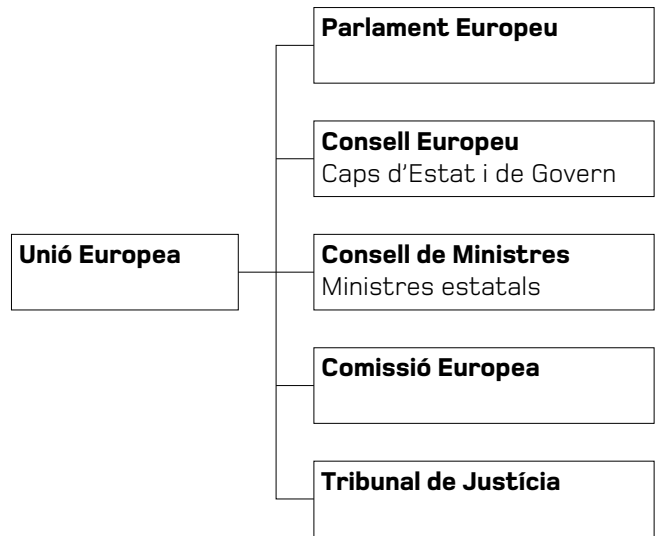 Parlament Europeu
Consell Europeu
Caps d'Estat i de Govern
Unió Europea
Consell de Ministres
Ministres estatals
Comissió Europea
Tribunal de Justícia